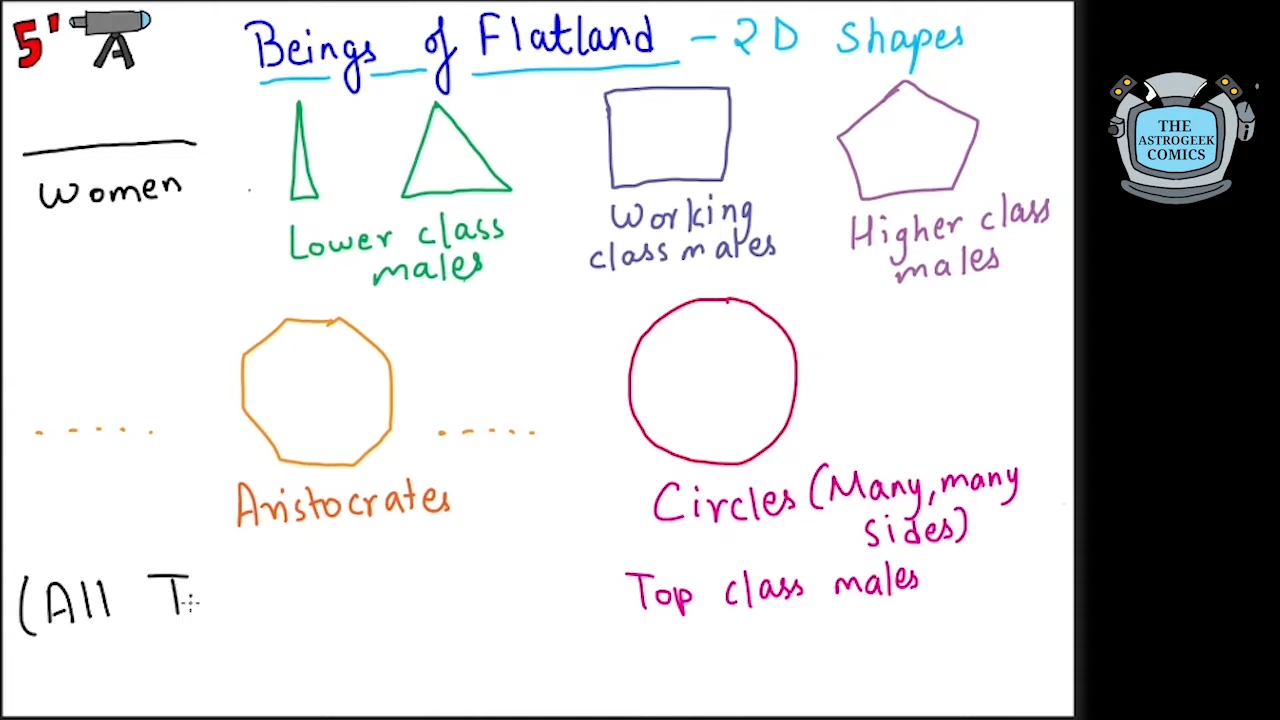 5' A
Beings of Flatland - 2D Shapes
Women
Lower class
males
Working
class males
Higher class
males
Aristocrates
Circles (Many, many
sides)
Top class males
(All T
THE
ASTROGEEK
COMICS